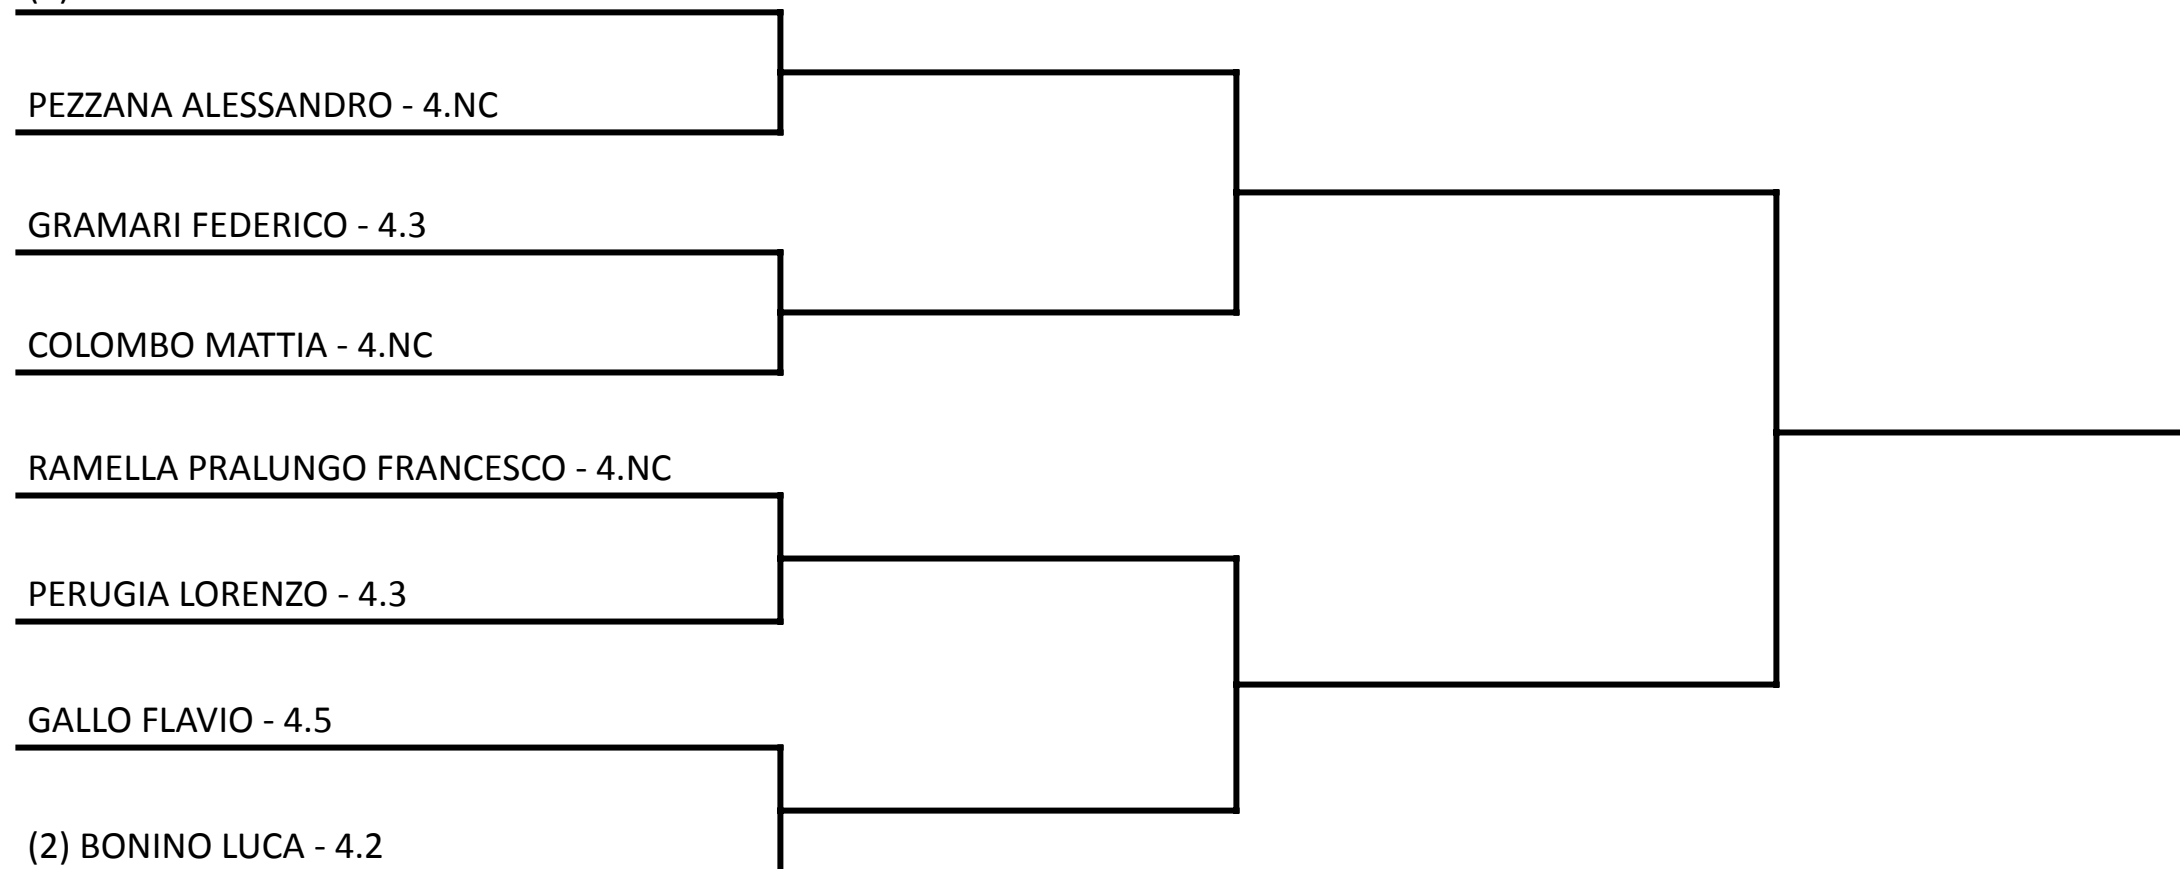 PEZZANA ALESSANDRO - 4.NC
GRAMARI FEDERICO - 4.3
COLOMBO MATTIA - 4.NC
RAMELLA PRALUNGO FRANCESCO - 4.NC
PERUGIA LORENZO - 4.3
GALLO FLAVIO - 4.5
(2) BONINO LUCA - 4.2